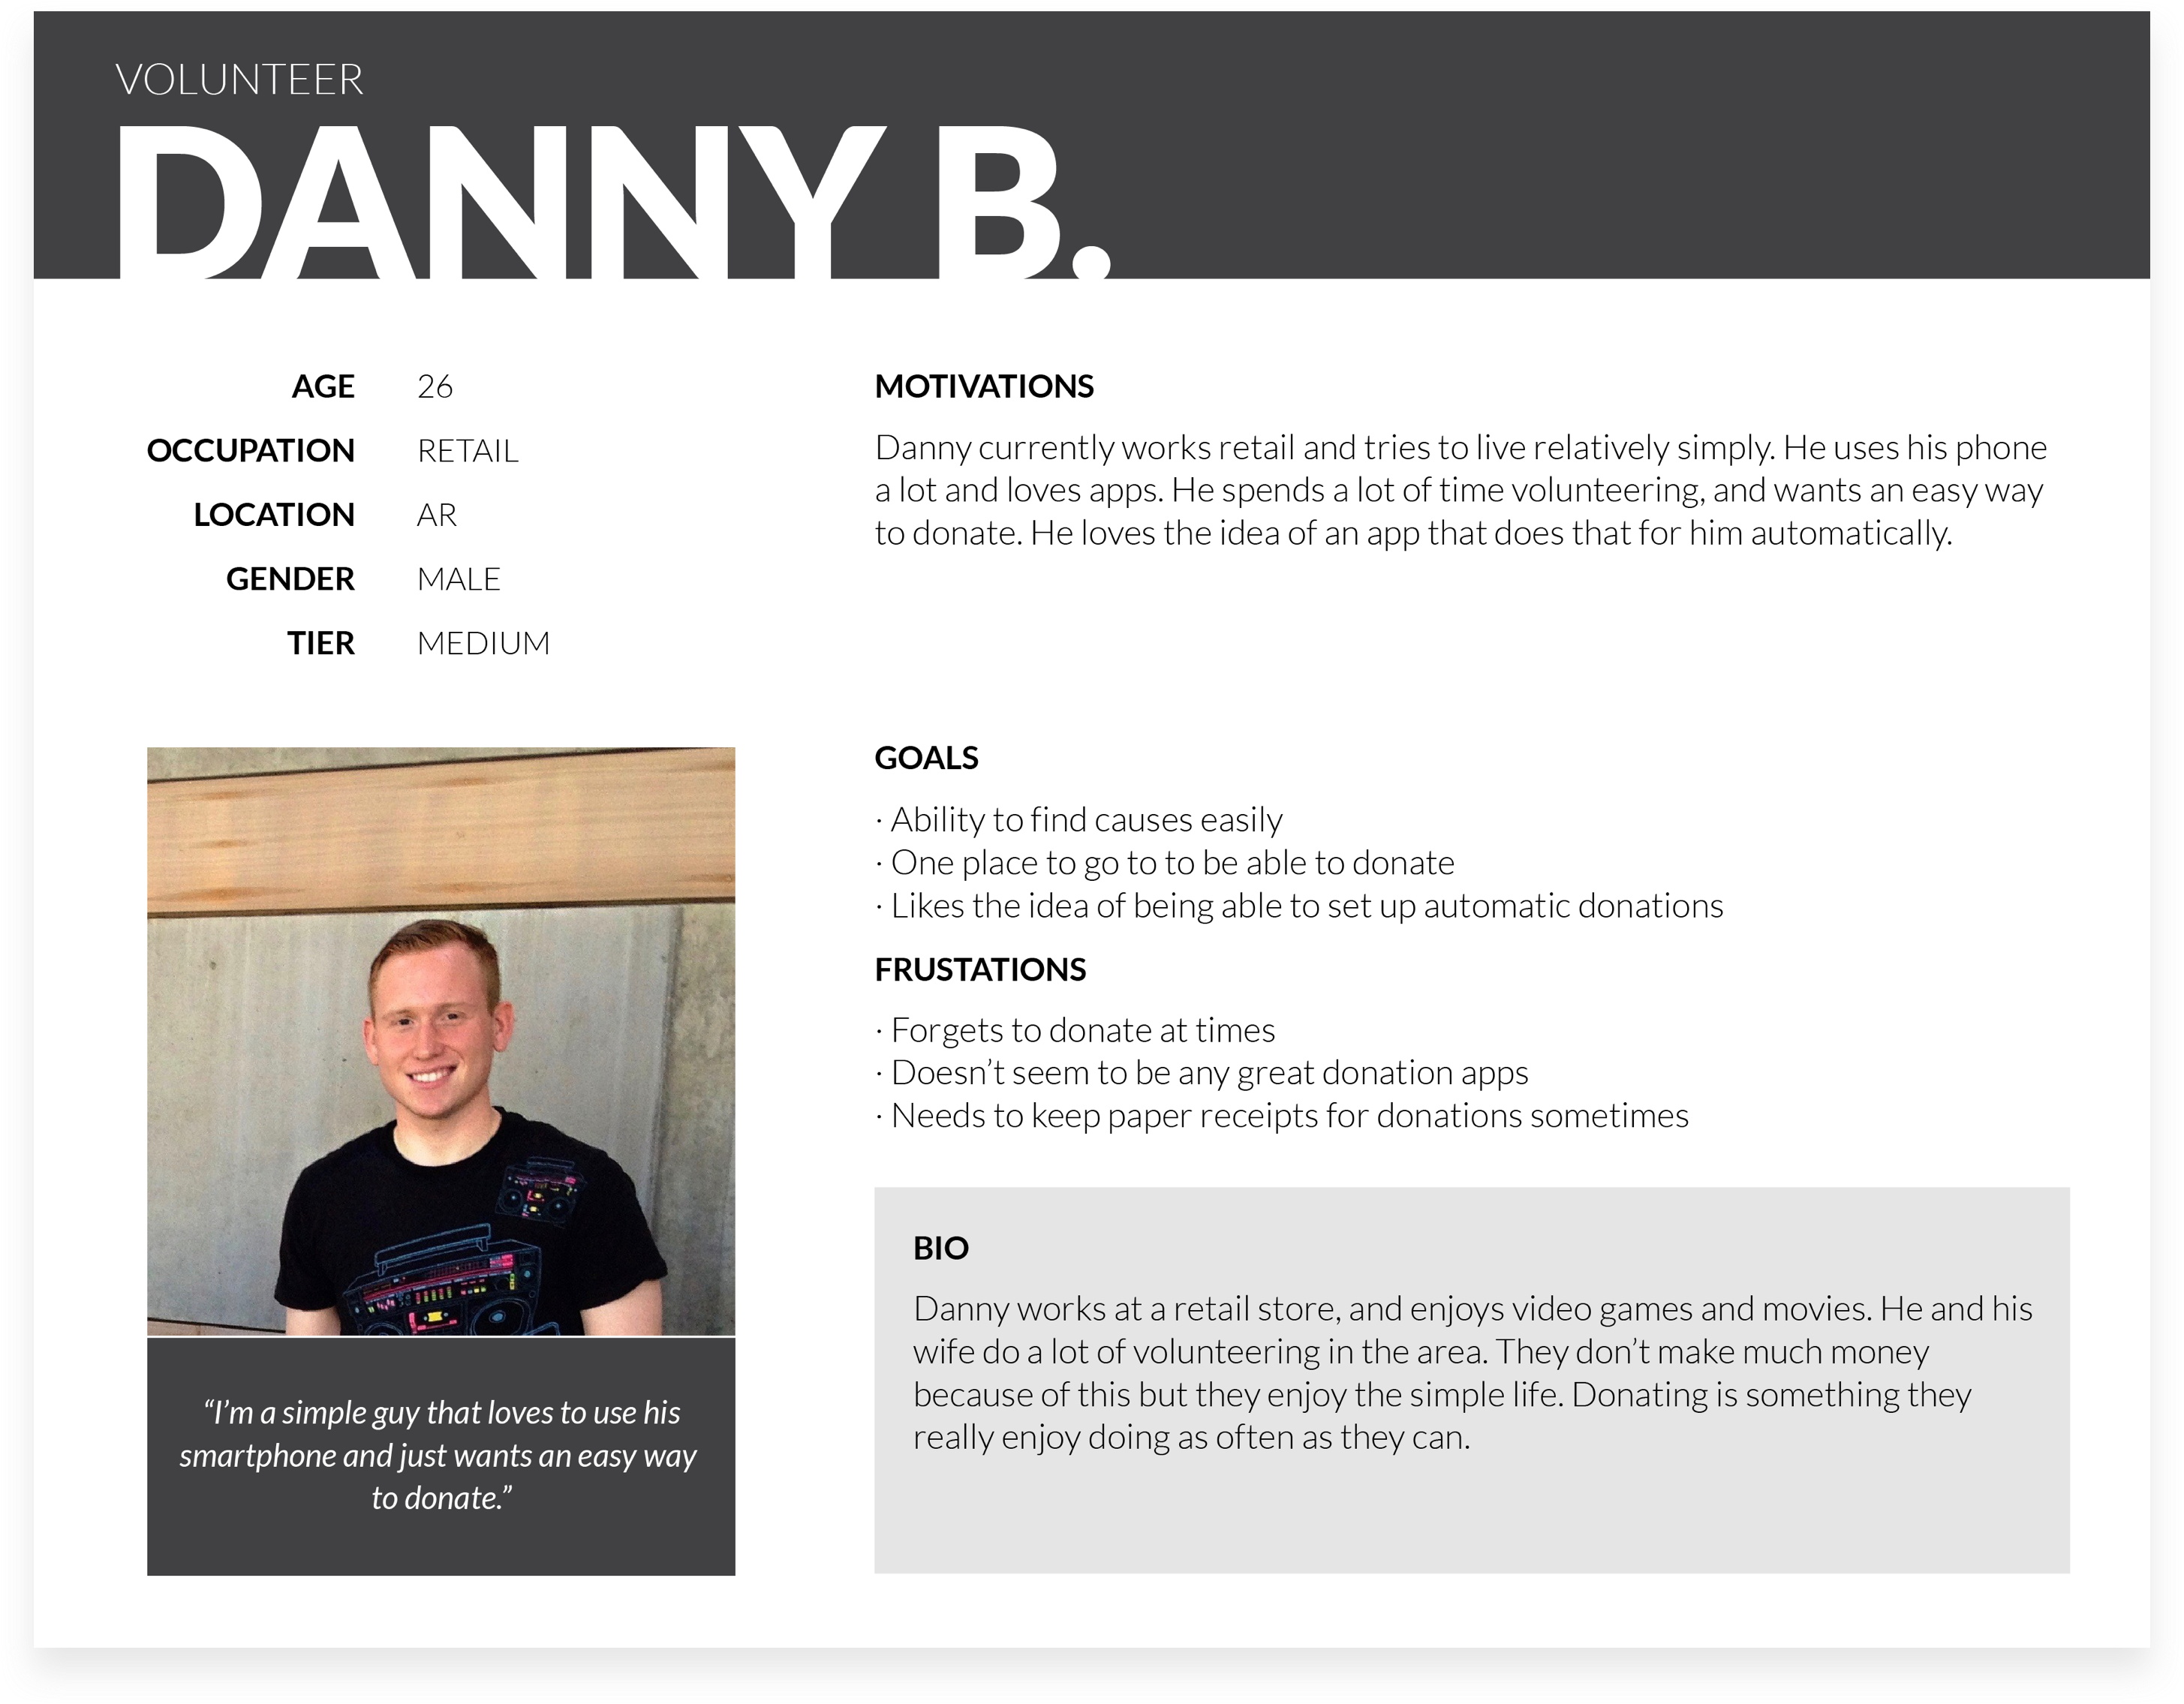 VOLUNTEER
DANNY B.
AGE 26
OCCUPATION RETAIL
LOCATION AR
GENDER MALE
TIER MEDIUM
MOTIVATIONS
Danny currently works retail and tries to live relatively simply. He uses his phone
a lot and loves apps. He spends a lot of time volunteering, and wants an easy way
to donate. He loves the idea of an app that does that for him automatically.
GOALS
· Ability to find causes easily
· One place to go to to be able to donate
· Likes the idea of being able to set up automatic donations
FRUSTATIONS
· Forgets to donate at times
· Doesn’t seem to be any great donation apps
· Needs to keep paper receipts for donations sometimes
“I’m a simple guy that loves to use his
smartphone and just wants an easy way
to donate.”
BIO
Danny works at a retail store, and enjoys video games and movies. He and his
wife do a lot of volunteering in the area. They don’t make much money
because of this but they enjoy the simple life. Donating is something they
really enjoy doing as often as they can.